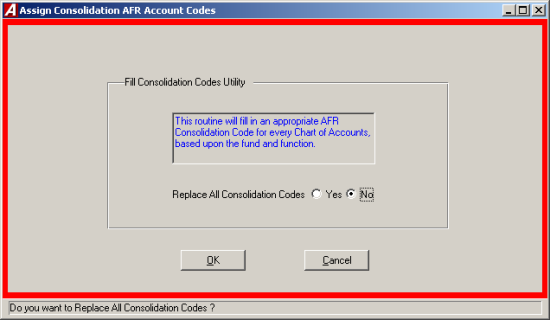 Assign Consolidation AFR Account Codes
Fill Consolidation Codes Utility
This routine will fill in an appropriate AFR
Consolidation Code for every Chart of Accounts,
based upon the fund and function.
Replace All Consolidation Codes Yes No
OK Cancel
Do you want to Replace All Consolidation Codes ?